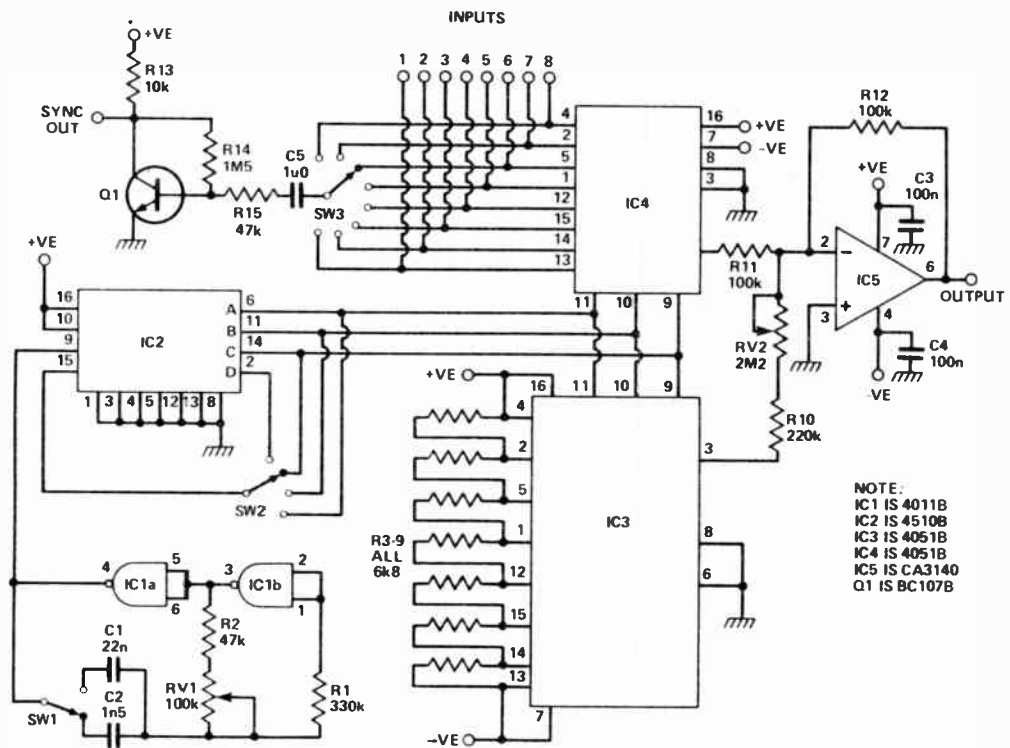 INPUTS
+VE
R13
10k
SYNC
OUT
R14
1M5
Q1
R15
47k
C5
1u0
SW3
1 2 3 4 5 6 7 8
4
2
5
1
12
15
14
13
IC4
16
+VE
7
-VE
8
3
11
10
9
R11
100k
R12
100k
+VE
C3
100n
2
-
7
IC5
6
OUTPUT
3
+
4
C4
100n
-VE
RV2
2M2
R10
220k
+VE
16
10
9
15
IC2
A
6
B
11
C
14
D
2
1 3 4 5 12 13 8
SW2
+VE
16
11
10
9
4
2
5
1
12
15
14
13
7
-VE
R3-9
ALL
6k8
IC3
3
8
6
4
IC1a
5
6
3
IC1b
2
1
R2
47k
RV1
100k
R1
330k
C1
22n
C2
1n5
SW1
NOTE:
IC1 IS 4011B
IC2 IS 4510B
IC3 IS 4051B
IC4 IS 4051B
IC5 IS CA3140
Q1 IS BC107B